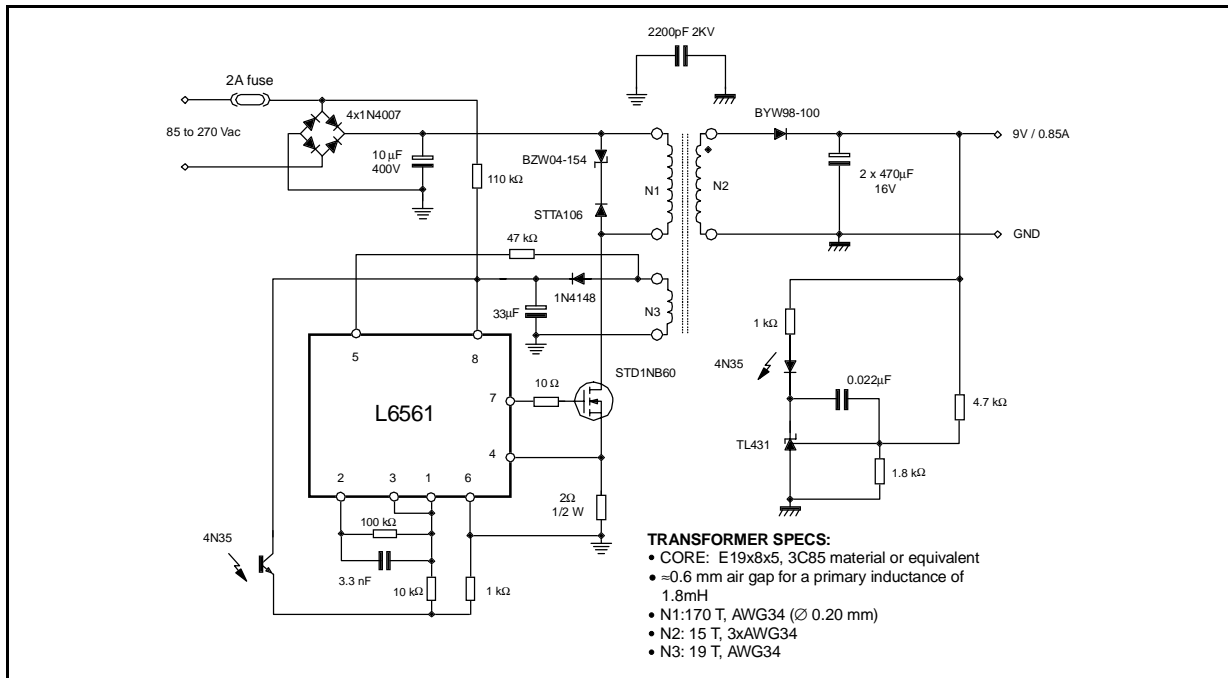 2200pF 2KV
2A fuse
4x1N4007
BYW98-100
85 to 270 Vac
9V / 0.85A
10 μF
400V
BZW04-154
110 kΩ
N1
N2
2 x 470μF
16V
STTA106
47 kΩ
GND
1N4148
33μF
N3
1 kΩ
5
8
4N35
STD1NB60
0.022μF
10 Ω
7
L6561
4.7 kΩ
TL431
4
1.8 kΩ
2
3
1
6
2Ω
1/2 W
100 kΩ
4N35
3.3 nF
10 kΩ
1 kΩ
TRANSFORMER SPECS:
• CORE: E19x8x5, 3C85 material or equivalent
• ≈0.6 mm air gap for a primary inductance of
1.8mH
• N1:170 T, AWG34 (∅ 0.20 mm)
• N2: 15 T, 3xAWG34
• N3: 19 T, AWG34